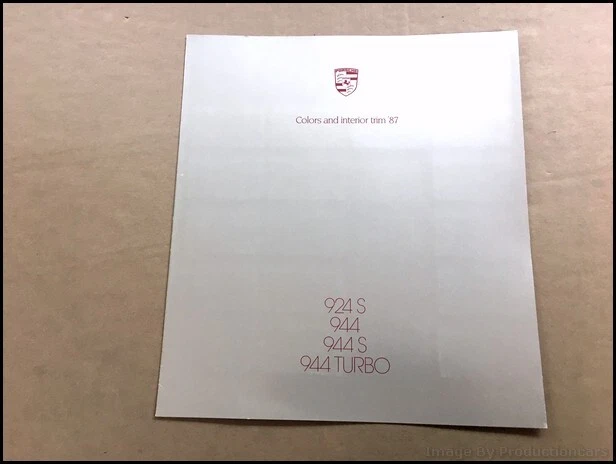 Colors and interior trim '87
924 S
944
944 S
944 TURBO
Image By Productioncars